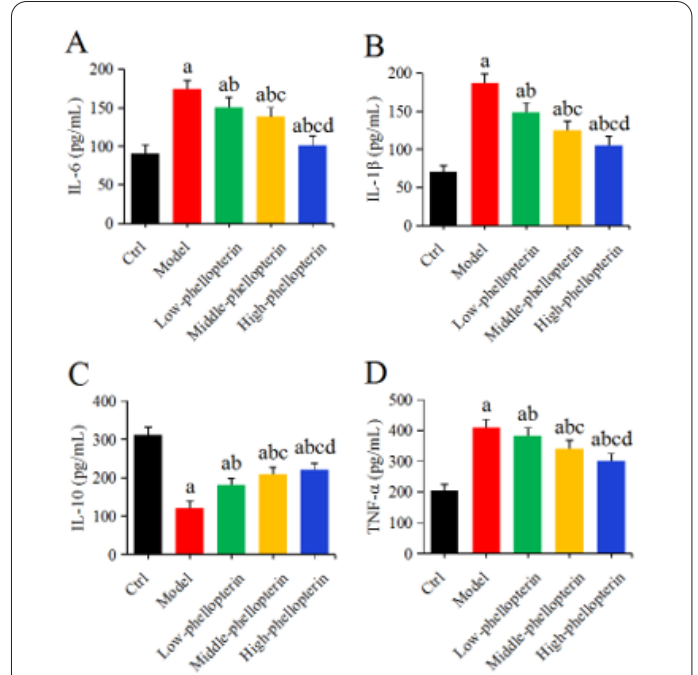 A
IL-6 (pg/mL)
200
150
100
50
0
a
ab
abc
abcd
Ctrl
Model
Low-phellopterin
Middle-phellopterin
High-phellopterin
B
IL-1β (pg/mL)
200
150
100
50
0
a
ab
abc
abcd
Ctrl
Model
Low-phellopterin
Middle-phellopterin
High-phellopterin
C
IL-10 (pg/mL)
400
300
200
100
0
a
ab
abc
abcd
Ctrl
Model
Low-phellopterin
Middle-phellopterin
High-phellopterin
D
TNF-α (pg/mL)
500
400
300
200
100
0
a
ab
abc
abcd
Ctrl
Model
Low-phellopterin
Middle-phellopterin
High-phellopterin